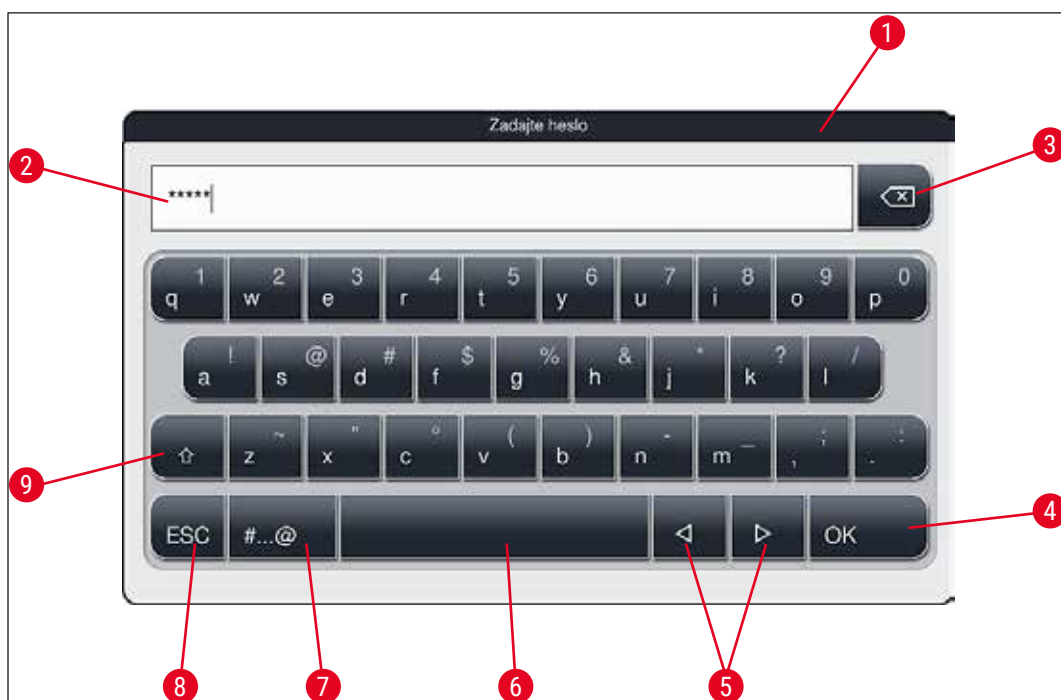 1
Zadajte heslo
2
*****
3
1 2 3 4 5 6 7 8 9 0
q w e r t y u i o p
! @ # $ % & * ? /
a s d f g h j k l
~ " ° ( ) - _ ; :
z x c v b n m , .
9
ESC #...@ OK
4
8 7 6 5